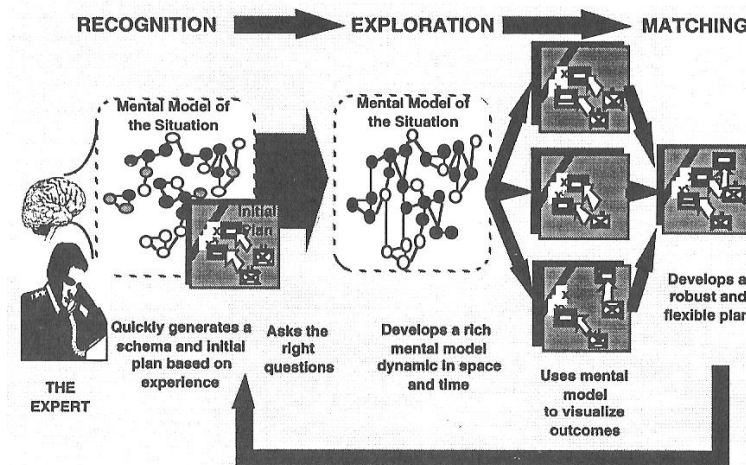 RECOGNITION
EXPLORATION
MATCHING
Mental Model of
the Situation
Initial
Plan
Mental Model of
the Situation
THE
EXPERT
Quickly generates a
schema and initial
plan based on
experience
Asks the
right
questions
Develops a rich
mental model
dynamic in space
and time
Uses mental
model
to visualize
outcomes
Develops a
robust and
flexible plan